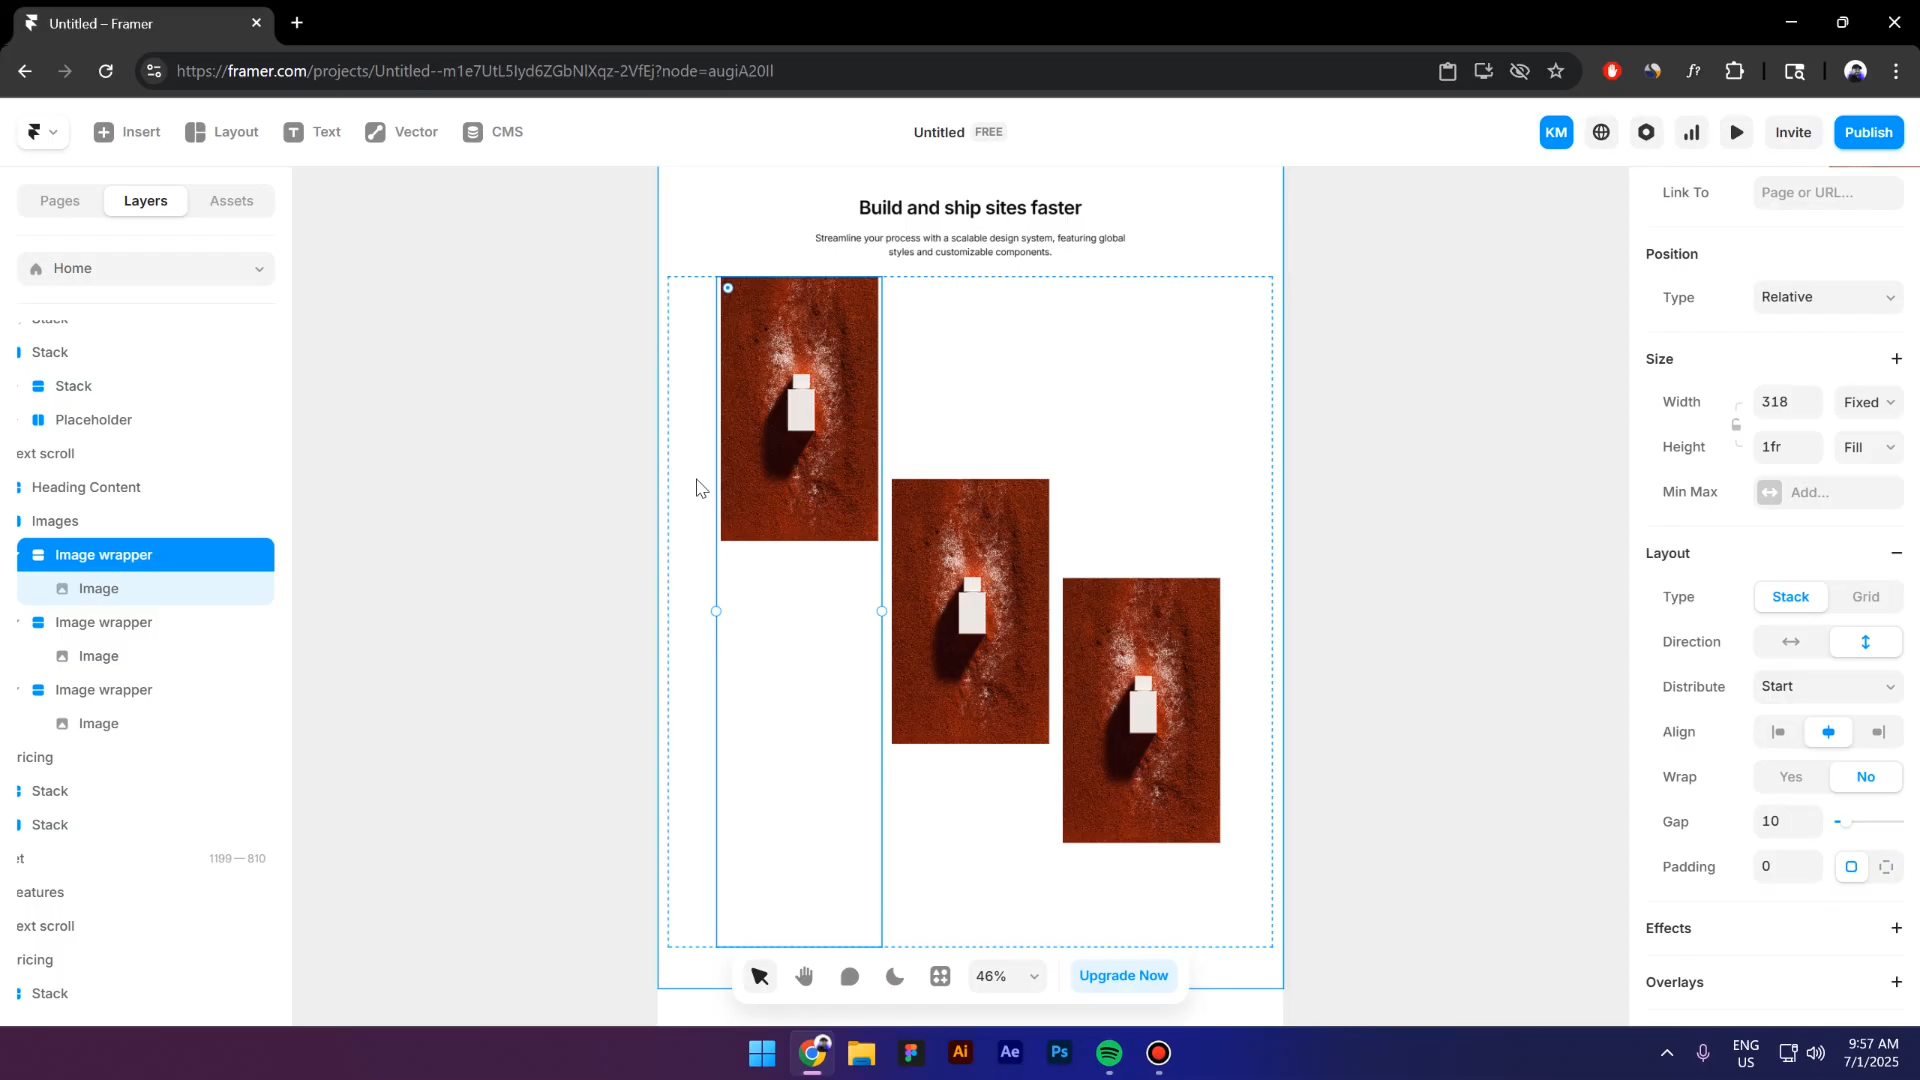 Untitled – Framer
https://framer.com/projects/Untitled--m1e7UtL5Iyd6ZGbNlXqz-2VfEj?node=augiA20Il
Insert
Layout
Text
Vector
CMS
Untitled FREE
KM
Invite
Publish
Pages
Layers
Assets
Home
Stack
Stack
Stack
Placeholder
ext scroll
Heading Content
Images
Image wrapper
Image
Image wrapper
Image
Image wrapper
Image
ricing
Stack
Stack
et 1199—810
eatures
ext scroll
ricing
Stack
Build and ship sites faster
Streamline your process with a scalable design system, featuring global
styles and customizable components.
46%
Upgrade Now
Link To Page or URL...
Position
Type Relative
Size
Width 318 Fixed
Height 1fr Fill
Min Max Add...
Layout
Type Stack Grid
Direction
Distribute Start
Align
Wrap Yes No
Gap 10
Padding 0
Effects
Overlays
Ai
Ae
Ps
ENG
US
9:57 AM
7/1/2025